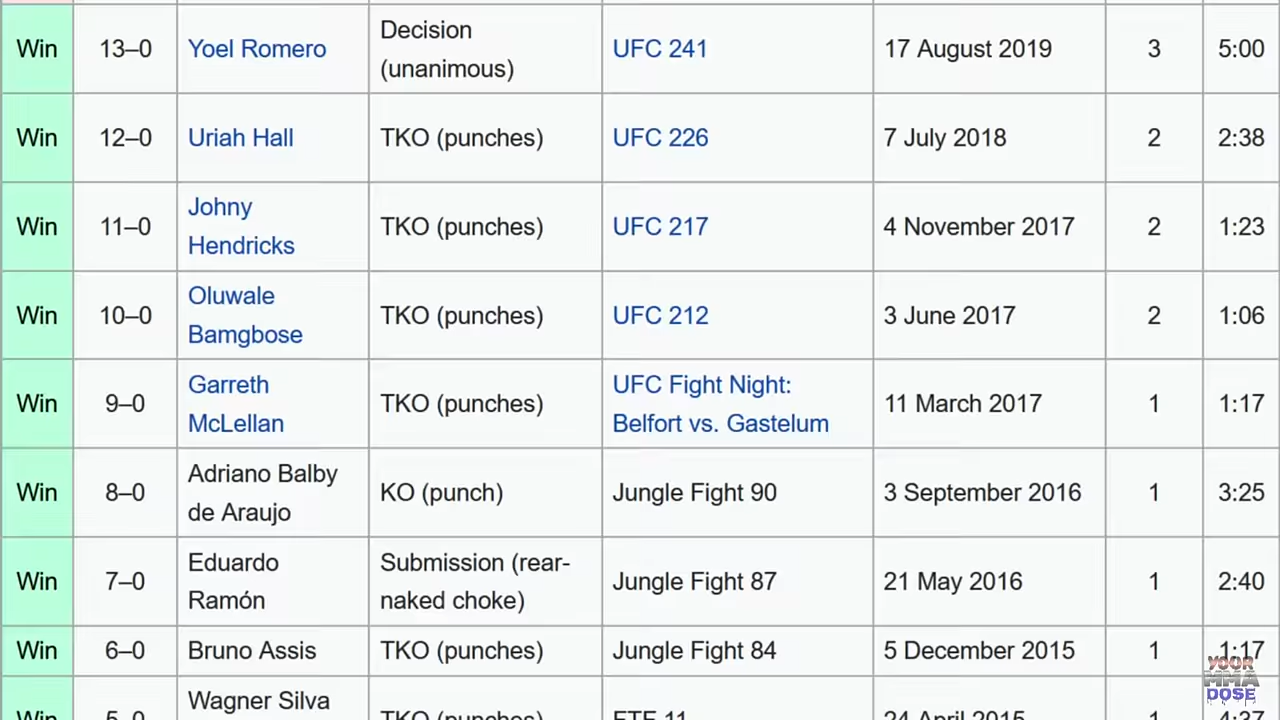 Win 13–0 Yoel Romero Decision (unanimous) UFC 241 17 August 2019 3 5:00
Win 12–0 Uriah Hall TKO (punches) UFC 226 7 July 2018 2 2:38
Win 11–0 Johny Hendricks TKO (punches) UFC 217 4 November 2017 2 1:23
Win 10–0 Oluwale Bamgbose TKO (punches) UFC 212 3 June 2017 2 1:06
Win 9–0 Garreth McLellan TKO (punches) UFC Fight Night: Belfort vs. Gastelum 11 March 2017 1 1:17
Win 8–0 Adriano Balby de Araujo KO (punch) Jungle Fight 90 3 September 2016 1 3:25
Win 7–0 Eduardo Ramón Submission (rear-naked choke) Jungle Fight 87 21 May 2016 1 2:40
Win 6–0 Bruno Assis TKO (punches) Jungle Fight 84 5 December 2015 1 1:17
Win 5–0 Wagner Silva TKO (punches) 11 24 April 2015 1 4:37
YOUR
MMA
DOSE